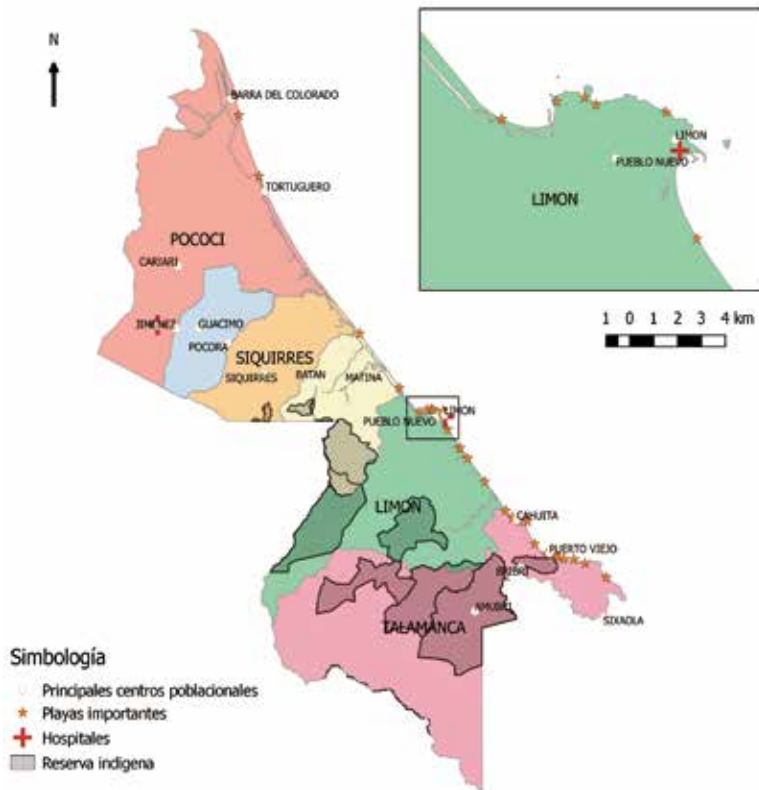 N
BARRA DEL COLORADO
TORTUGUERO
POCOCI
CARIARI
JIMENEZ
GUACIMO
POCORA
SIQUIRRES
SIQUIRRES
BATAN
MATINA
LIMON
PUEBLO NUEVO
LIMON
CAHUITA
PUERTO VIEJO
BRIBRI
AMUBRI
SIXAOLA
TALAMANCA
LIMON
PUEBLO NUEVO
LIMON
1 0 1 2 3 4 km
Simbología
Principales centros poblacionales
Playas importantes
Hospitales
Reserva indigena